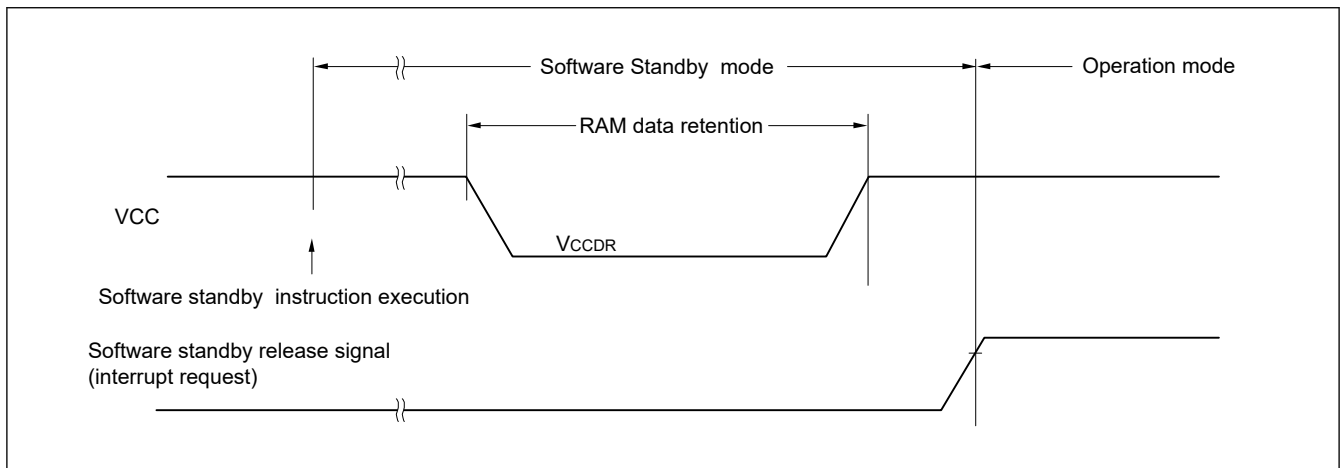 Software Standby mode
Operation mode
RAM data retention
VCC
VCCDR
Software standby instruction execution
Software standby release signal
(interrupt request)